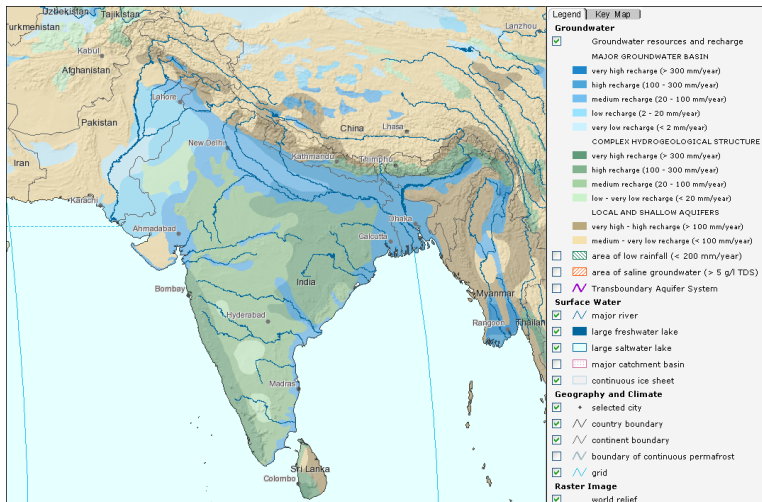 Uzbekistan
Tajikistan
Turkmenistan
Lanzhou
Kabul
Afghanistan
Lahore
China
Lhasa
Pakistan
New Delhi
Iran
Kathmandu
Thimphu
Karachi
Dhaka
Ahmadabad
Calcutta
India
Bombay
Myanmar
Hyderabad
Rangoon
Thailan
Madras
Sri Lanka
Colombo
Legend
Key Map
Groundwater
Groundwater resources and recharge
MAJOR GROUNDWATER BASIN
very high recharge (> 300 mm/year)
high recharge (100 - 300 mm/year)
medium recharge (20 - 100 mm/year)
low recharge (2 - 20 mm/year)
very low recharge (< 2 mm/year)
COMPLEX HYDROGEOLOGICAL STRUCTURE
very high recharge (> 300 mm/year)
high recharge (100 - 300 mm/year)
medium recharge (20 - 100 mm/year)
low - very low recharge (< 20 mm/year)
LOCAL AND SHALLOW AQUIFERS
very high - high recharge (> 100 mm/year)
medium - very low recharge (< 100 mm/year)
area of low rainfall (< 200 mm/year)
area of saline groundwater (> 5 g/l TDS)
Transboundary Aquifer System
Surface Water
major river
large freshwater lake
large saltwater lake
major catchment basin
continuous ice sheet
Geography and Climate
selected city
country boundary
continent boundary
boundary of continuous permafrost
grid
Raster Image
world relief